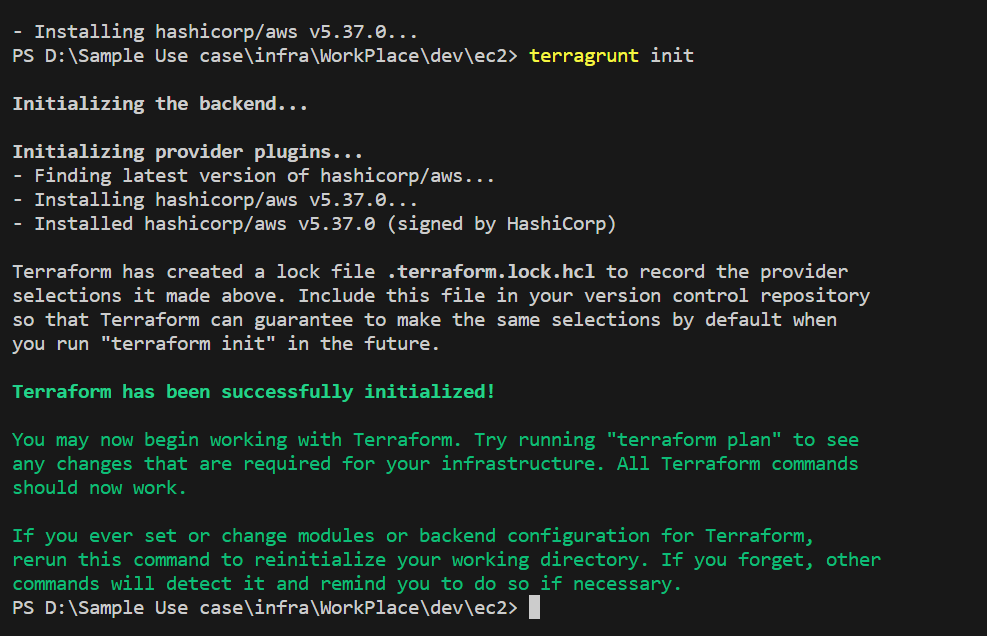 - Installing hashicorp/aws v5.37.0...
PS D:\Sample Use case\infra\WorkPlace\dev\ec2> terragrunt init
Initializing the backend...
Initializing provider plugins...
- Finding latest version of hashicorp/aws...
- Installing hashicorp/aws v5.37.0...
- Installed hashicorp/aws v5.37.0 (signed by HashiCorp)
Terraform has created a lock file .terraform.lock.hcl to record the provider
selections it made above. Include this file in your version control repository
so that Terraform can guarantee to make the same selections by default when
you run "terraform init" in the future.
Terraform has been successfully initialized!
You may now begin working with Terraform. Try running "terraform plan" to see
any changes that are required for your infrastructure. All Terraform commands
should now work.
If you ever set or change modules or backend configuration for Terraform,
rerun this command to reinitialize your working directory. If you forget, other
commands will detect it and remind you to do so if necessary.
PS D:\Sample Use case\infra\WorkPlace\dev\ec2>